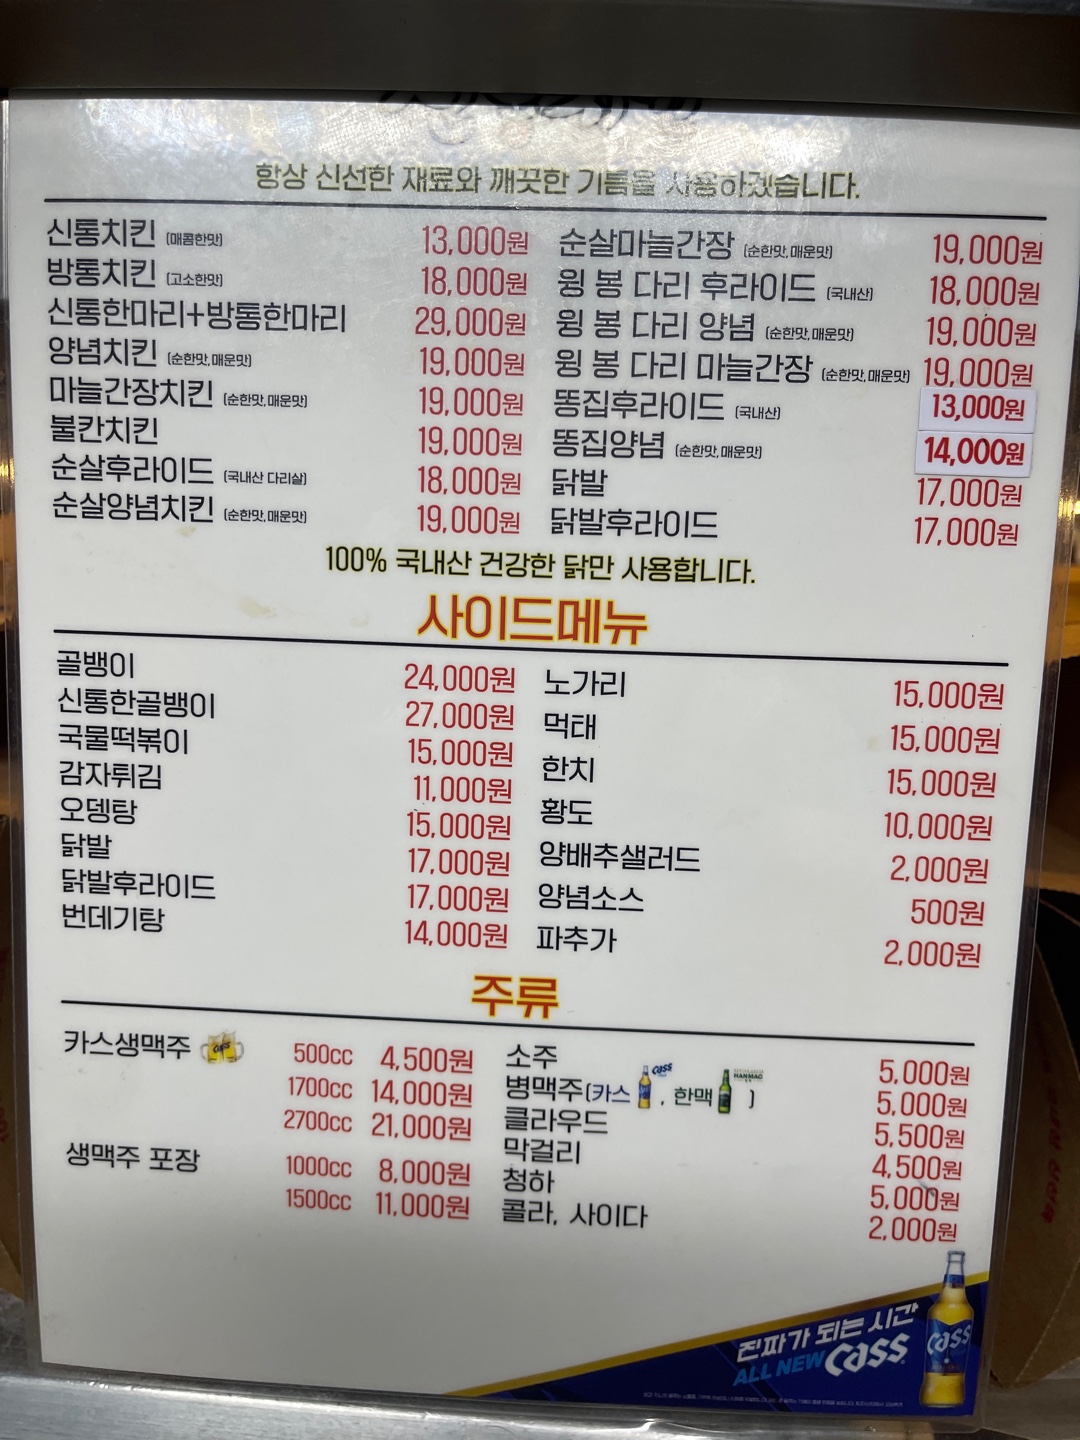 항상 신선한 재료와 깨끗한 기름을 사용하겠습니다.
신통치킨 (매콤한맛) 13,000원
방통치킨 (고소한맛) 18,000원
신통한마리+방통한마리 29,000원
양념치킨 (순한맛,매운맛) 19,000원
마늘간장치킨 (순한맛,매운맛) 19,000원
불칸치킨 19,000원
순살후라이드 (국내산 다리살) 18,000원
순살양념치킨 (순한맛,매운맛) 19,000원
순살마늘간장 (순한맛,매운맛) 19,000원
윙 봉 다리 후라이드 (국내산) 18,000원
윙 봉 다리 양념 (순한맛,매운맛) 19,000원
윙 봉 다리 마늘간장 (순한맛,매운맛) 19,000원
똥집후라이드 (국내산) 13,000원
똥집양념 (순한맛,매운맛) 14,000원
닭발 17,000원
닭발후라이드 17,000원
100% 국내산 건강한 닭만 사용합니다.
사이드메뉴
골뱅이 24,000원
신통한골뱅이 27,000원
국물떡볶이 15,000원
감자튀김 11,000원
오뎅탕 15,000원
닭발 17,000원
닭발후라이드 17,000원
번데기탕 14,000원
노가리 15,000원
먹태 15,000원
한치 15,000원
황도 10,000원
양배추샐러드 2,000원
양념소스 500원
파추가 2,000원
주류
카스생맥주 500cc 4,500원
1700cc 14,000원
2700cc 21,000원
생맥주 포장 1000cc 8,000원
1500cc 11,000원
소주 5,000원
병맥주(카스 cass, 한맥 HANMAC) 5,000원
클라우드 5,500원
막걸리 4,500원
청하 5,000원
콜라, 사이다 2,000원
진짜가 되는 시간
ALL NEW Cass
Cass